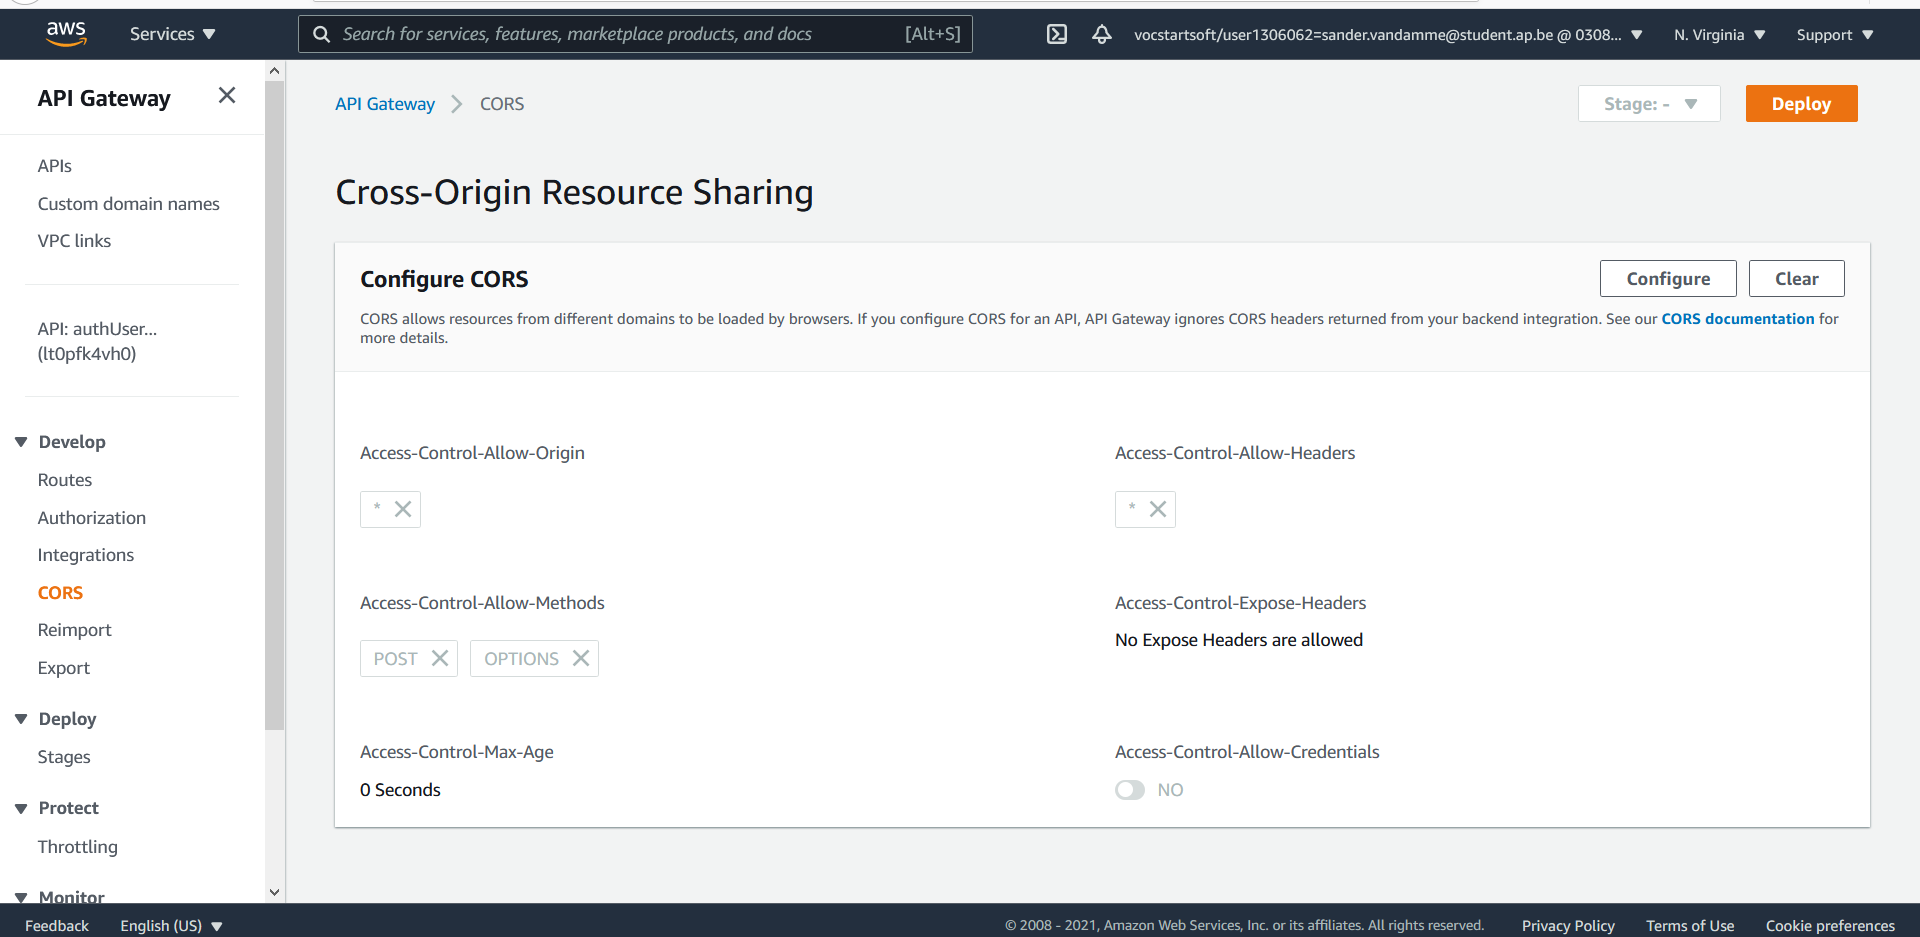 aws
Services
Search for services, features, marketplace products, and docs [Alt+S]
vocstartsoft/user1306062=sander.vandamme@student.ap.be @ 0308...
N. Virginia
Support
API Gateway
APIs
Custom domain names
VPC links
API: authUser...
(lt0pfk4vh0)
Develop
Routes
Authorization
Integrations
CORS
Reimport
Export
Deploy
Stages
Protect
Throttling
Monitor
API Gateway CORS
Stage: -
Deploy
Cross-Origin Resource Sharing
Configure CORS
Configure
Clear
CORS allows resources from different domains to be loaded by browsers. If you configure CORS for an API, API Gateway ignores CORS headers returned from your backend integration. See our CORS documentation for
more details.
Access-Control-Allow-Origin
*
Access-Control-Allow-Headers
*
Access-Control-Allow-Methods
POST
OPTIONS
Access-Control-Expose-Headers
No Expose Headers are allowed
Access-Control-Max-Age
0 Seconds
Access-Control-Allow-Credentials
NO
Feedback
English (US)
© 2008 - 2021, Amazon Web Services, Inc. or its affiliates. All rights reserved.
Privacy Policy
Terms of Use
Cookie preferences